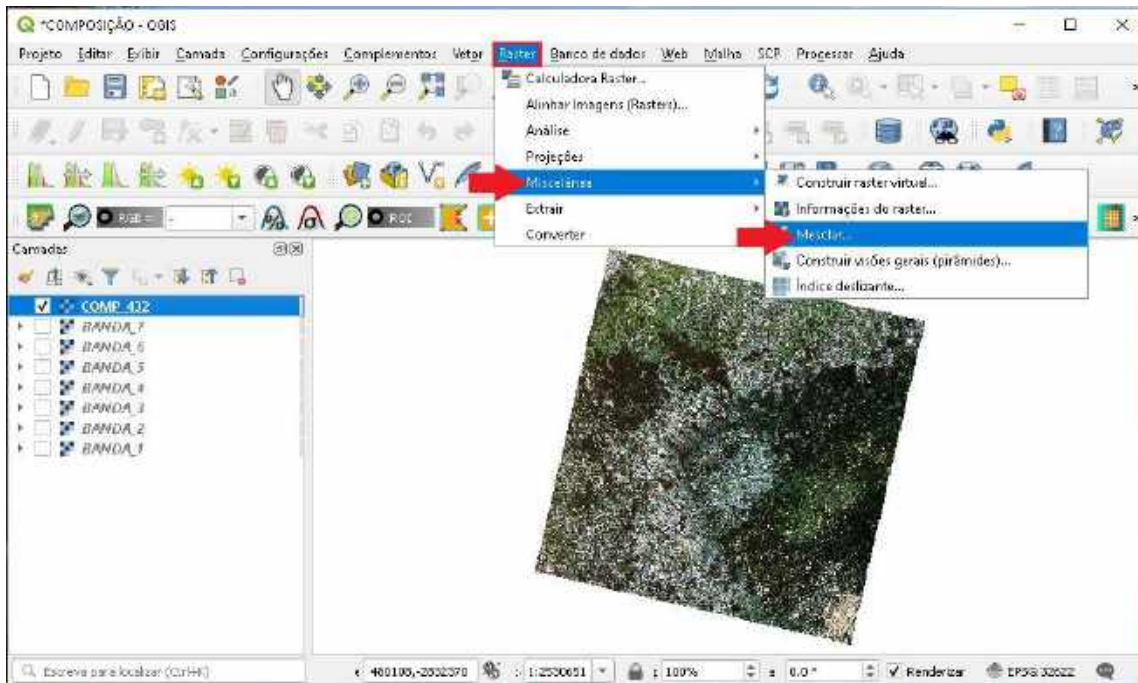 *COMPOSIÇÃO - QGIS
Projeto Editar Exibir Camada Configurações Complementos Vetor Raster Banco de dados Web Malha SCP Processar Ajuda
Calculadora Raster...
Alinhar Imagens (Rasters)...
Análise
Projeções
Miscelânea
Construir raster virtual...
Extrair
Informações do raster...
RGB =
-
ROI
Converter
Mesclar...
Camadas
Construir visões gerais (pirâmides)...
Índice deslizante...
COMP_432
BANDA_7
BANDA_6
BANDA_5
BANDA_4
BANDA_3
BANDA_2
BANDA_1
Escreva para localizar (Ctrl+K)
1:2530651
100%
0.0 °
Renderizar
EPSG:32622